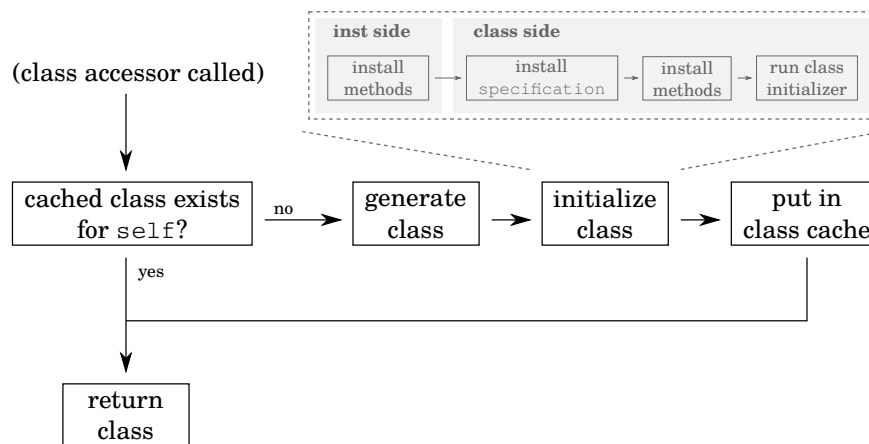 inst side
class side
install
methods
install
specification
install
methods
run class
initializer
(class accessor called)
cached class exists
for self?
no
generate
class
initialize
class
put in
class cache
yes
return
class